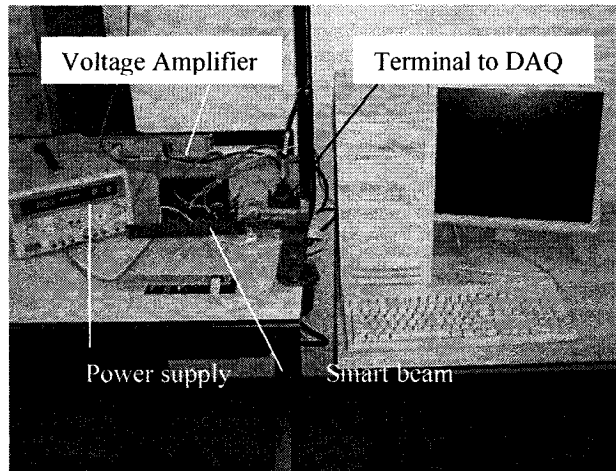 Voltage Amplifier
Terminal to DAQ
Power supply
Smart beam